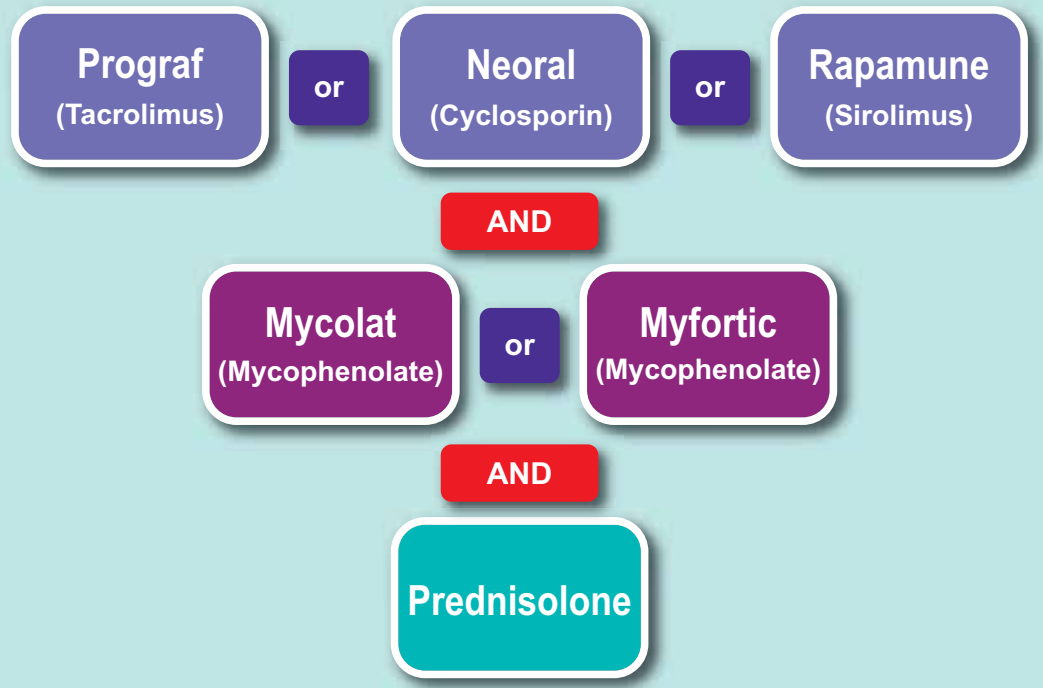 Prograf
(Tacrolimus)
or
Neoral
(Cyclosporin)
or
Rapamune
(Sirolimus)
AND
Mycolat
(Mycophenolate)
or
Myfortic
(Mycophenolate)
AND
Prednisolone